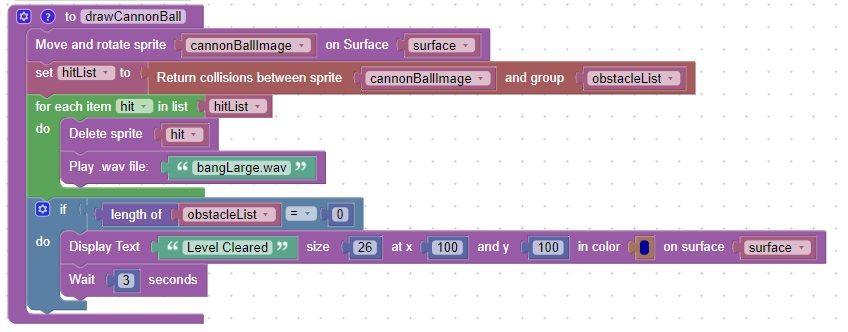 to drawCannonBall
Move and rotate sprite cannonBallImage on Surface surface
set hitList to Return collisions between sprite cannonBallImage and group obstacleList
for each item hit in list hitList
do Delete sprite hit
Play .wav file: “ bangLarge.wav ”
if length of obstacleList = 0
do Display Text “ Level Cleared ” size 26 at x 100 and y 100 in color on surface surface
Wait 3 seconds